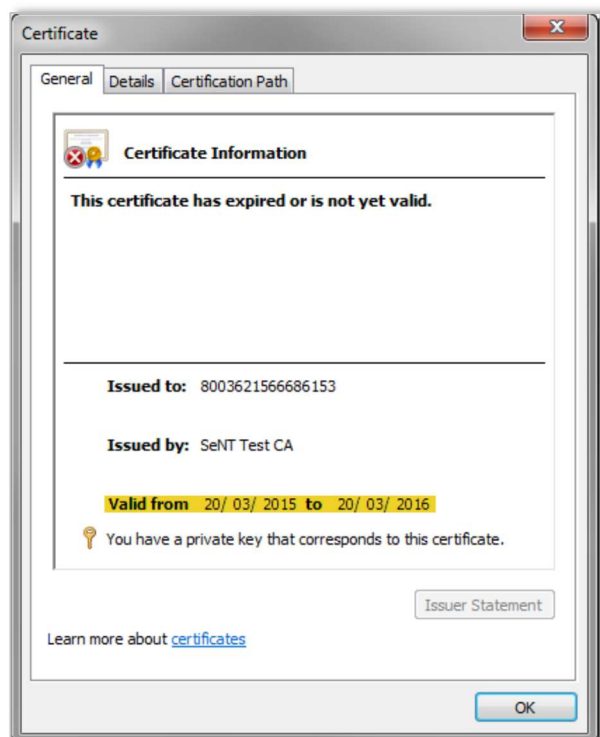 Certificate
General Details Certification Path
Certificate Information
This certificate has expired or is not yet valid.
Issued to: 8003621566686153
Issued by: SeNT Test CA
Valid from 20/ 03/ 2015 to 20/ 03/ 2016
You have a private key that corresponds to this certificate.
Issuer Statement
Learn more about certificates
OK